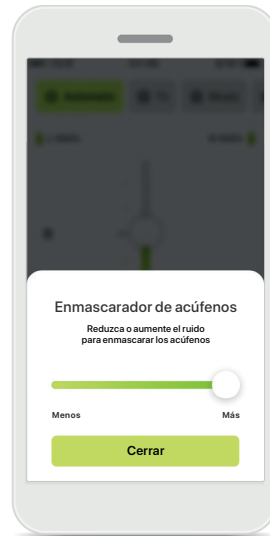 Enmascarador de acúfenos
Reduzca o aumente el ruido
para enmascarar los acúfenos
Menos Más
Cerrar